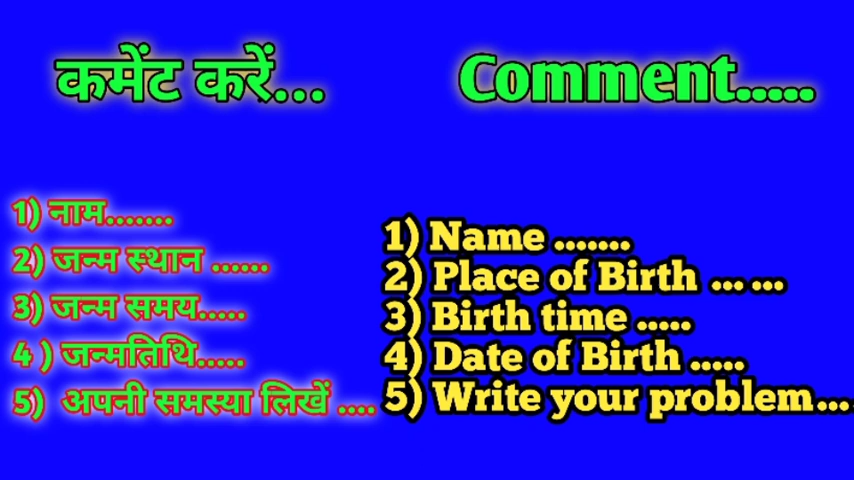 कमेंट करें...
Comment.....
1) नाम.......
2) जन्म स्थान ......
3) जन्म समय.....
4 ) जन्मतिथि.....
5) अपनी समस्या लिखें ....
1) Name .......
2) Place of Birth ... ...
3) Birth time .....
4) Date of Birth .....
5) Write your problem...